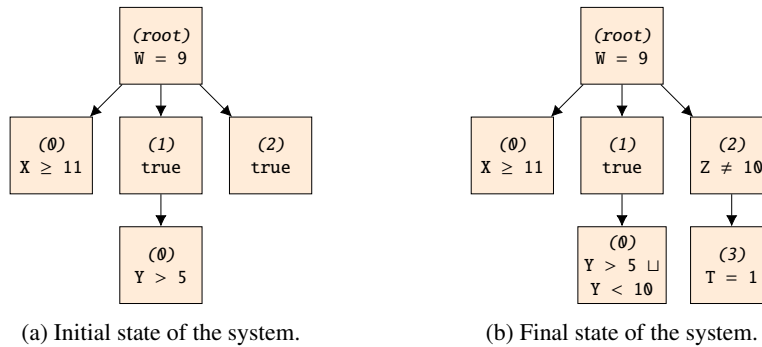 (root)
W = 9
(0)
X ≥ 11
(1)
true
(2)
true
(0)
Y > 5
(a) Initial state of the system.
(root)
W = 9
(0)
X ≥ 11
(1)
true
(2)
Z ≠ 10
(0)
Y > 5 ⊔
Y < 10
(3)
T = 1
(b) Final state of the system.